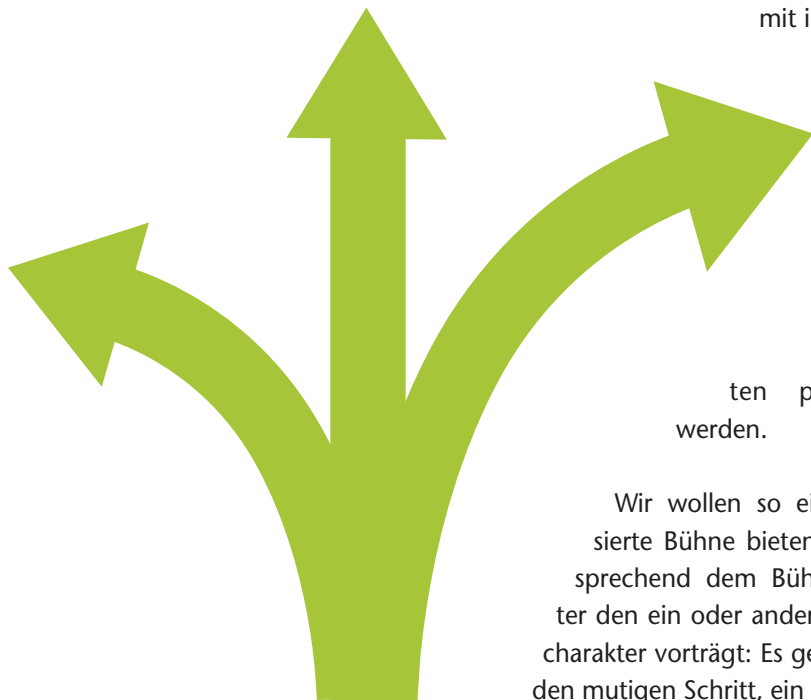 mit i
ten p
werden.
Wir wollen so ei
sierte Bühne bieten
sprechend dem Büh
ter den ein oder ander
charakter vorträgt: Es ge
den mutigen Schritt, ein